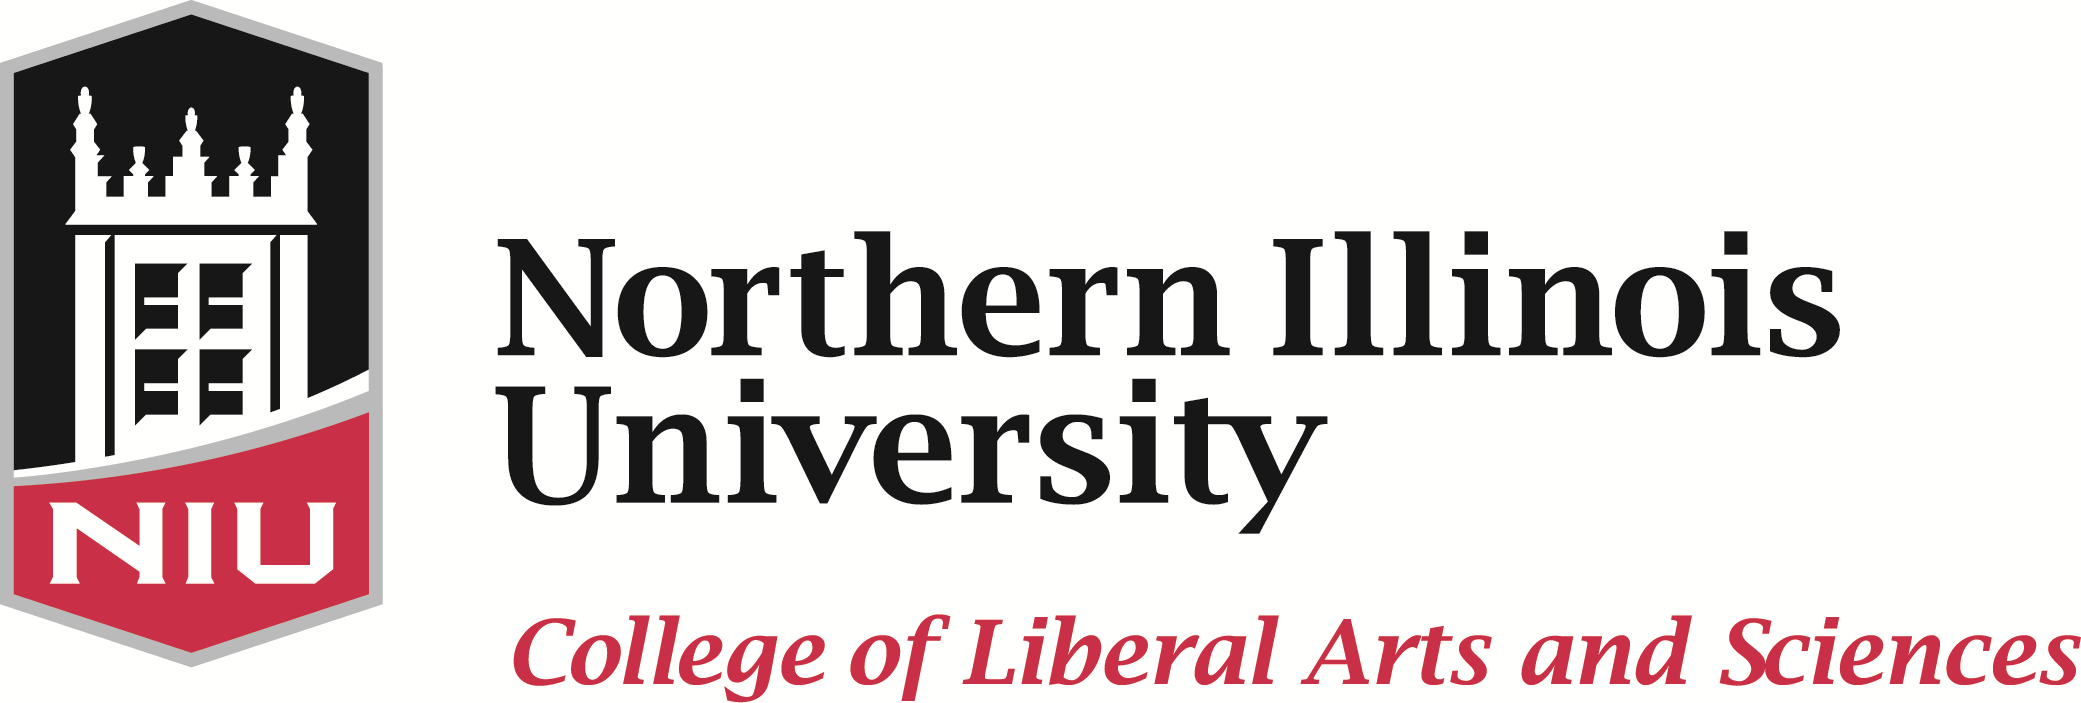 NIU
Northern Illinois
University
College of Liberal Arts and Sciences